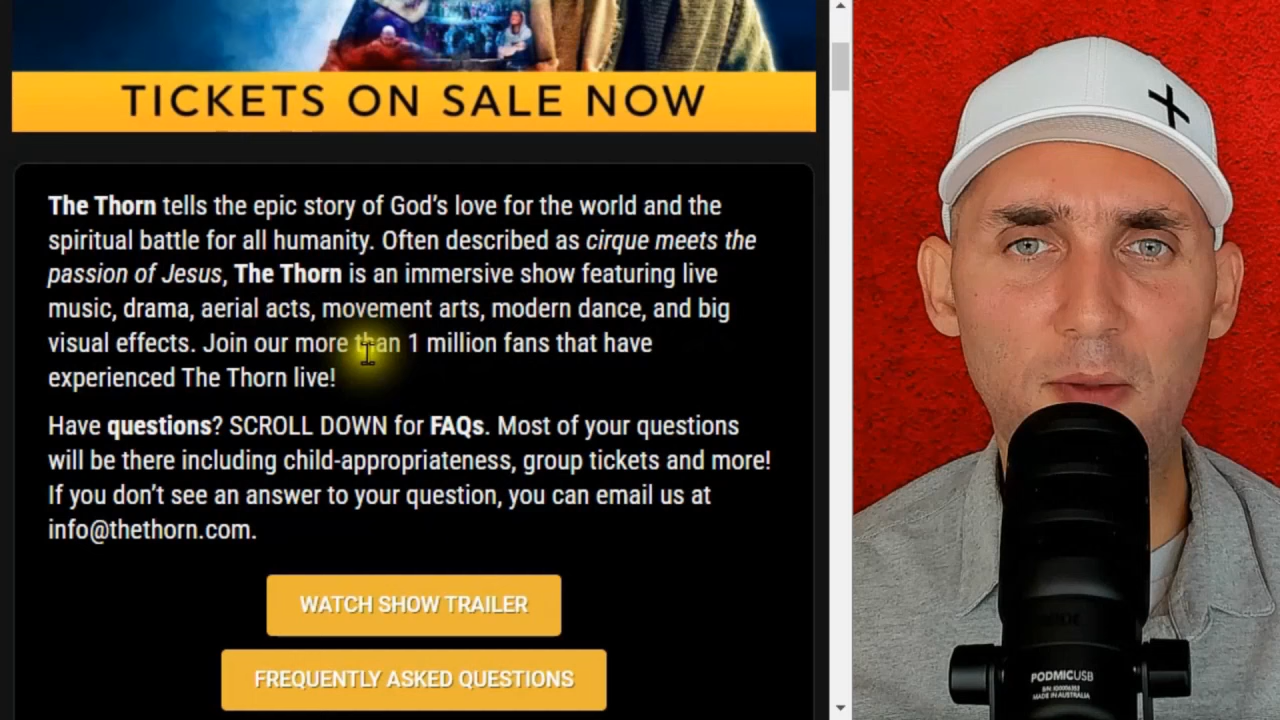 TICKETS ON SALE NOW
The Thorn tells the epic story of God's love for the world and the
spiritual battle for all humanity. Often described as cirque meets the
passion of Jesus, The Thorn is an immersive show featuring live
music, drama, aerial acts, movement arts, modern dance, and big
visual effects. Join our more than 1 million fans that have
experienced The Thorn live!
Have questions? SCROLL DOWN for FAQs. Most of your questions
will be there including child-appropriateness, group tickets and more!
If you don't see an answer to your question, you can email us at
info@thethorn.com.
WATCH SHOW TRAILER
FREQUENTLY ASKED QUESTIONS
PODMICUSB
MADE IN AUSTRALIA